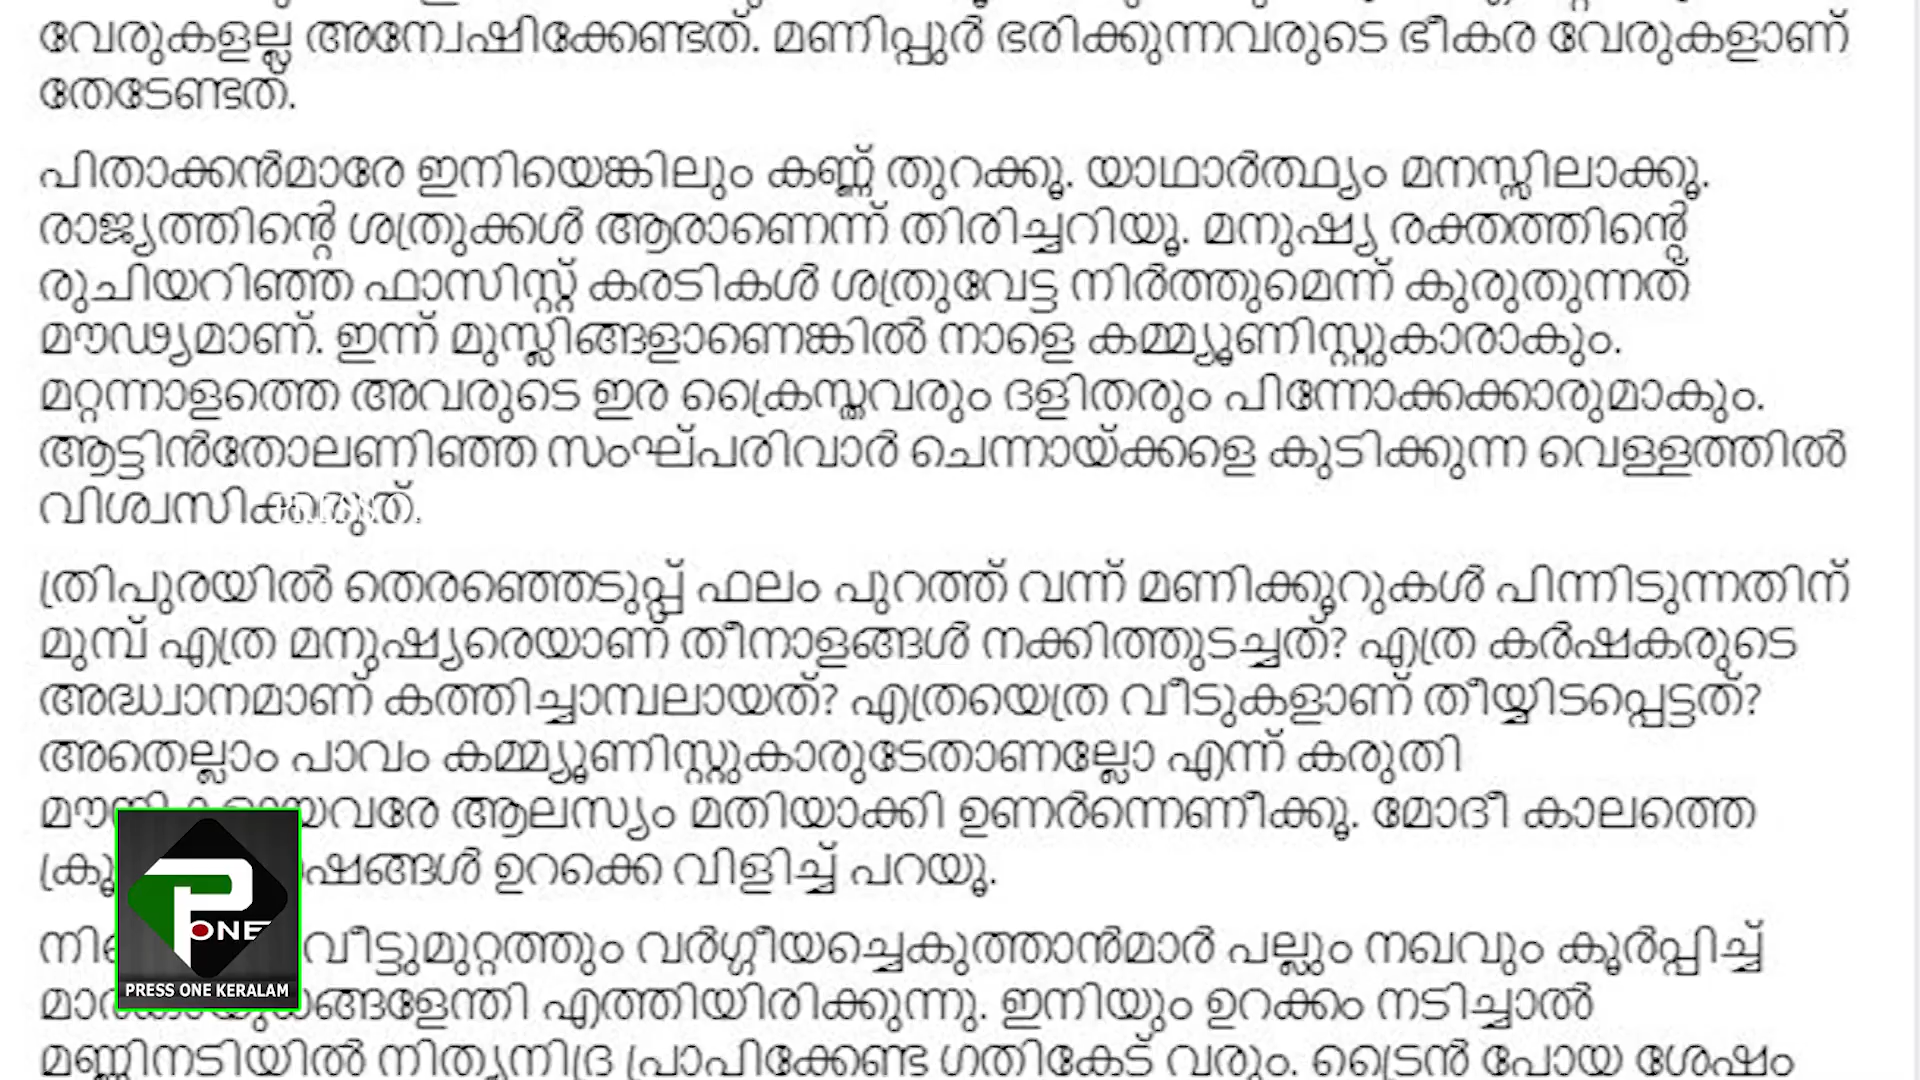 വേരുകളല്ല അന്വേഷിക്കേണ്ടത്. മണിപ്പുർ ഭരിക്കുന്നവരുടെ ഭീകര വേരുകളാണ്
തേടേണ്ടത്.
പിതാക്കൻമാരേ ഇനിയെങ്കിലും കണ്ണ് തുറക്കൂ. യാഥാർത്ഥ്യം മനസ്സിലാക്കൂ.
രാജ്യത്തിന്റെ ശത്രുക്കൾ ആരാണെന്ന് തിരിച്ചറിയൂ. മനുഷ്യ രക്തത്തിന്റെ
രുചിയറിഞ്ഞ ഫാസിസ്റ്റ് കരടികൾ ശത്രുവേട്ട നിർത്തുമെന്ന് കുരുതുന്നത്
മൗഢ്യമാണ്. ഇന്ന് മുസ്ലിങ്ങളാണെങ്കിൽ നാളെ കമ്മ്യൂണിസ്റ്റുകാരാകും.
മറ്റന്നാളത്തെ അവരുടെ ഇര ക്രൈസ്തവരും ദളിതരും പിന്നോക്കക്കാരുമാകും.
ആട്ടിൻതോലണിഞ്ഞ സംഘ്പരിവാർ ചെന്നായ്ക്കളെ കുടിക്കുന്ന വെള്ളത്തിൽ
വിശ്വസിക്കരുത്.
ത്രിപുരയിൽ തെരഞ്ഞെടുപ്പ് ഫലം പുറത്ത് വന്ന് മണിക്കൂറുകൾ പിന്നിടുന്നതിന്
മുമ്പ് എത്ര മനുഷ്യരെയാണ് തീനാളങ്ങൾ നക്കിത്തുടച്ചത്? എത്ര കർഷകരുടെ
അദ്ധ്വാനമാണ് കത്തിച്ചാമ്പലായത്? എത്രയെത്ര വീടുകളാണ് തീയ്യിടപ്പെട്ടത്?
അതെല്ലാം പാവം കമ്മ്യൂണിസ്റ്റുകാരുടേതാണല്ലോ എന്ന് കരുതി
ആലസ്യം മതിയാക്കി ഉണർന്നെണീക്കൂ. മോദീ കാലത്തെ
ഉറക്കെ വിളിച്ച് പറയൂ.
വീട്ടുമുറ്റത്തും വർഗ്ഗീയച്ചെകുത്താൻമാർ പല്ലും നഖവും കൂർപ്പിച്ച്
എത്തിയിരിക്കുന്നു. ഇനിയും ഉറക്കം നടിച്ചാൽ
മണ്ണിനടിയിൽ നിത്യനിദ്ര പ്രാപിക്കേണ്ട ഗതികേട് വരും. ട്രൈൻ പോയ ശേഷം
P ONE
PRESS ONE KERALAM